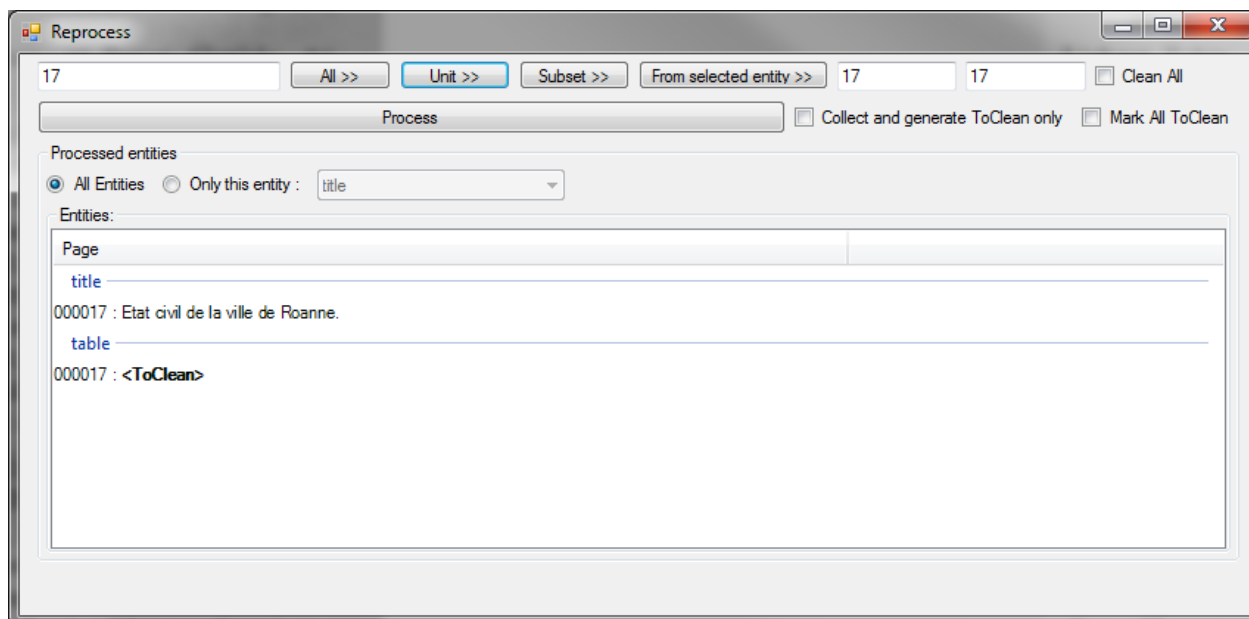 Reprocess
17 All >> Unit >> Subset >> From selected entity >> 17 17 Clean All
Process Collect and generate ToClean only Mark All ToClean
Processed entities
All Entities Only this entity : title
Entities:
Page
title
000017 : Etat civil de la ville de Roanne.
table
000017 : <ToClean>